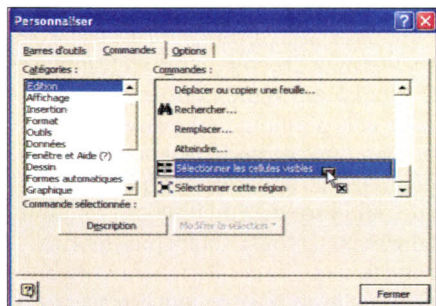 Personnaliser
Barres d'outils Commandes Options
Catégories :
Commandes :
Edition
Affichage
Insertion
Format
Outils
Données
Fenêtre et Aide (?)
Dessin
Formes automatiques
Graphique
Déplacer ou copier une feuille...
Rechercher...
Remplacer...
Atteindre...
Sélectionner les cellules visibles
Sélectionner cette région
Commande sélectionnée :
Description
Modifier la sélection
Fermer